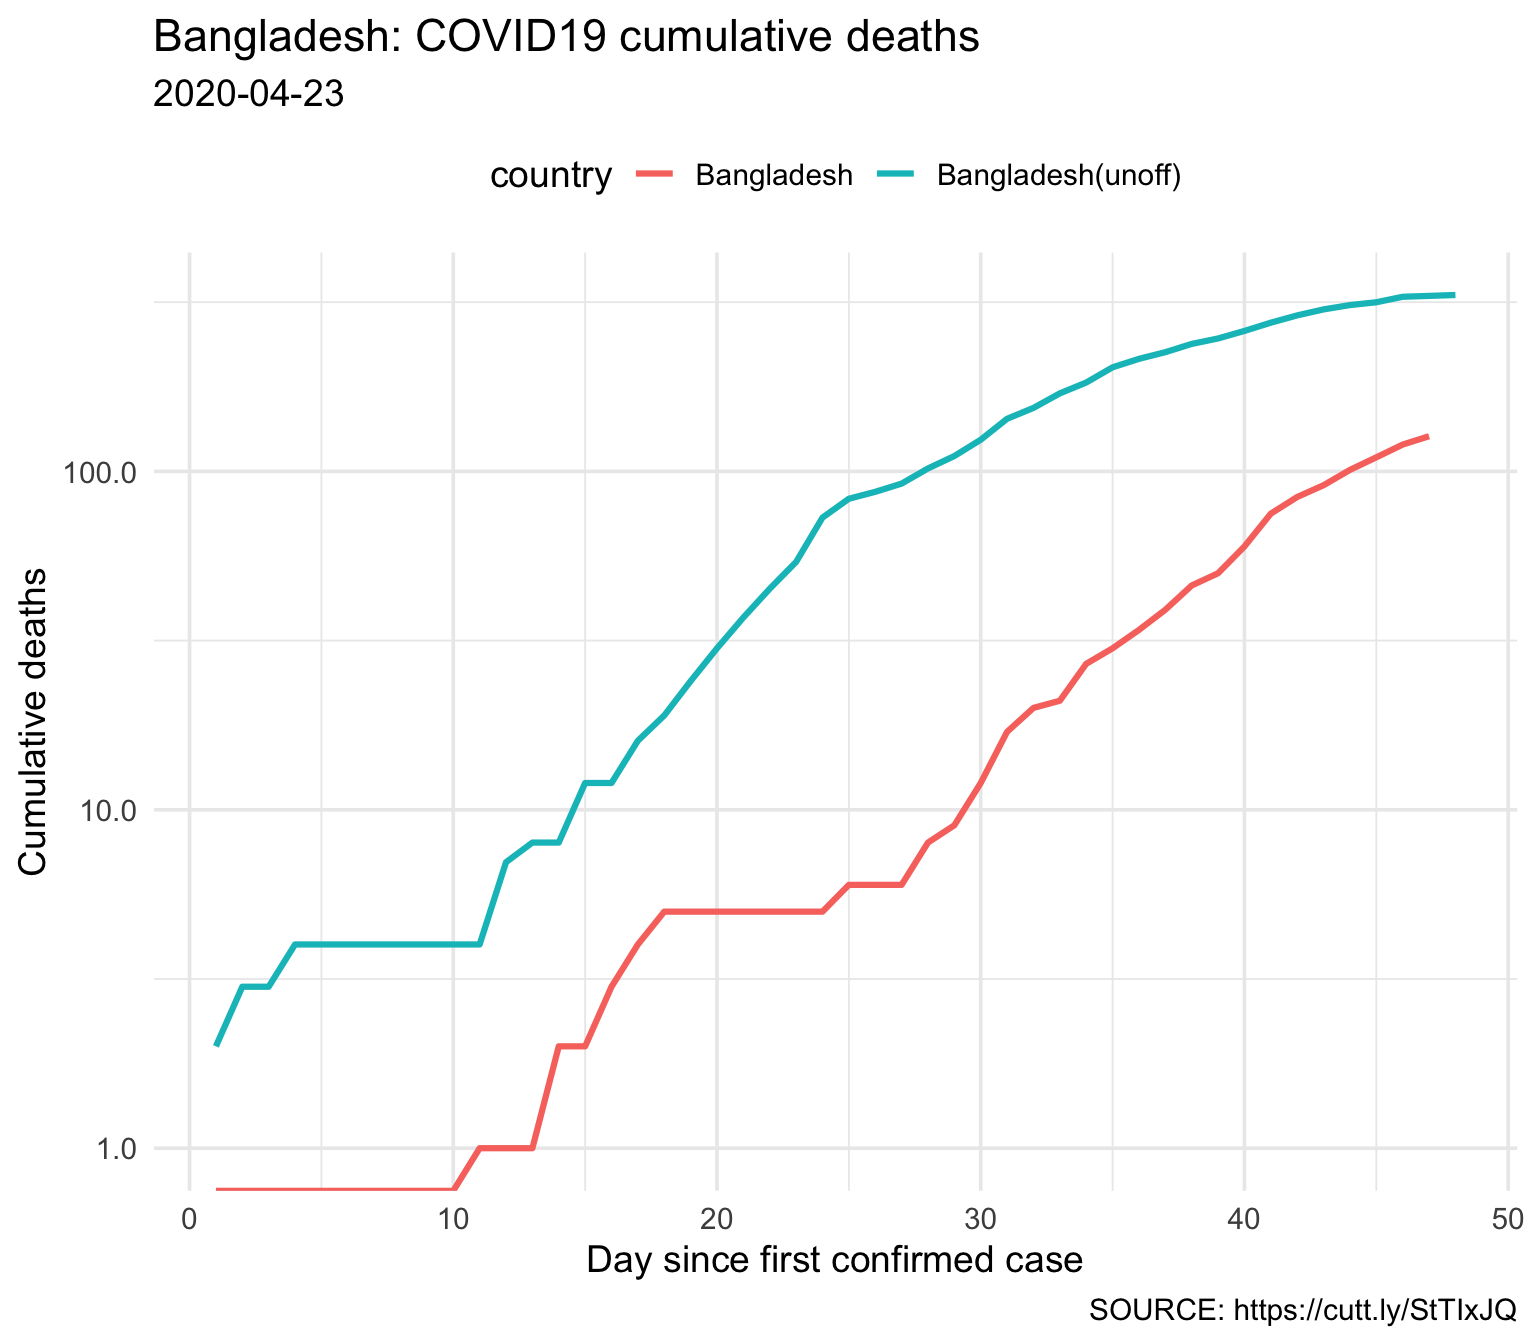 Bangladesh: COVID19 cumulative deaths
2020-04-23
country Bangladesh Bangladesh(unoff)
Cumulative deaths
100.0
10.0
1.0
0 10 20 30 40 50
Day since first confirmed case
SOURCE: https://cutt.ly/StTIxJQ